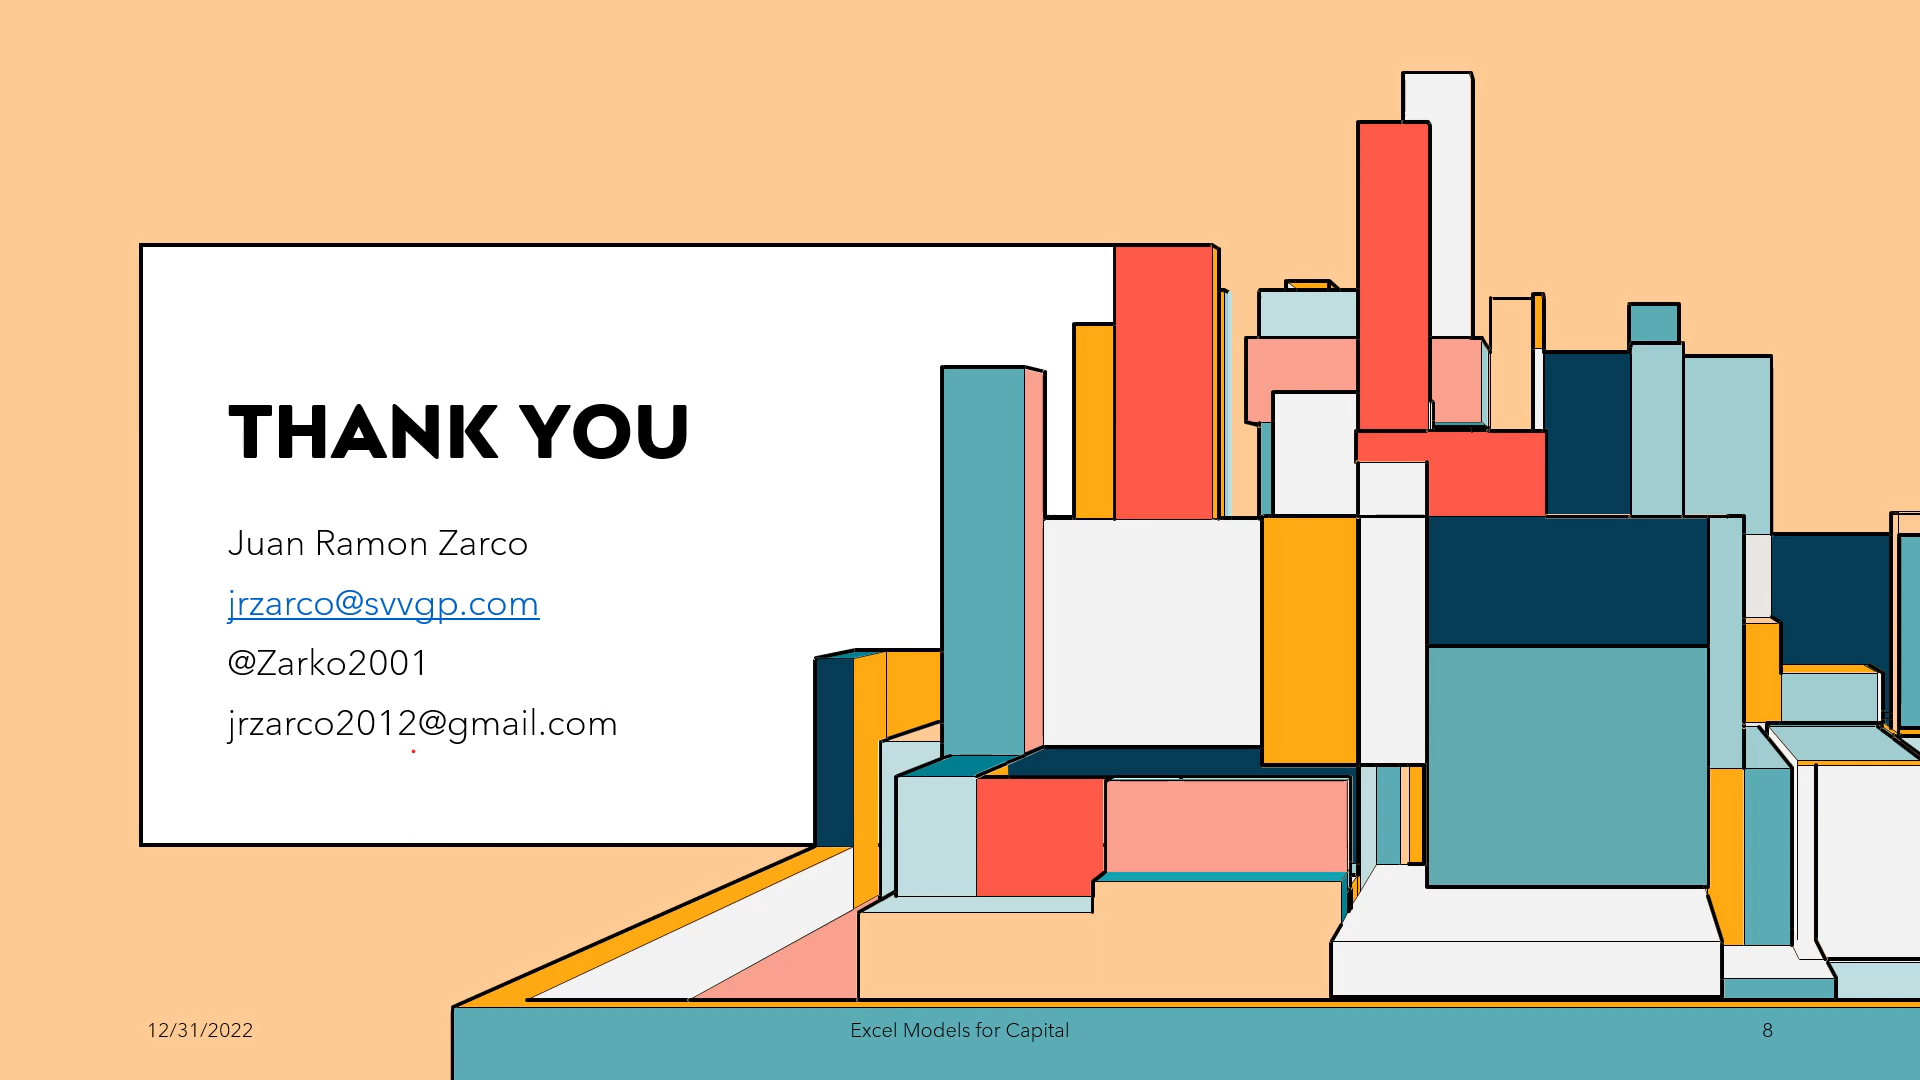 THANK YOU
Juan Ramon Zarco
jrzarco@svvgp.com
@Zarko2001
jrzarco2012@gmail.com
12/31/2022
Excel Models for Capital
8